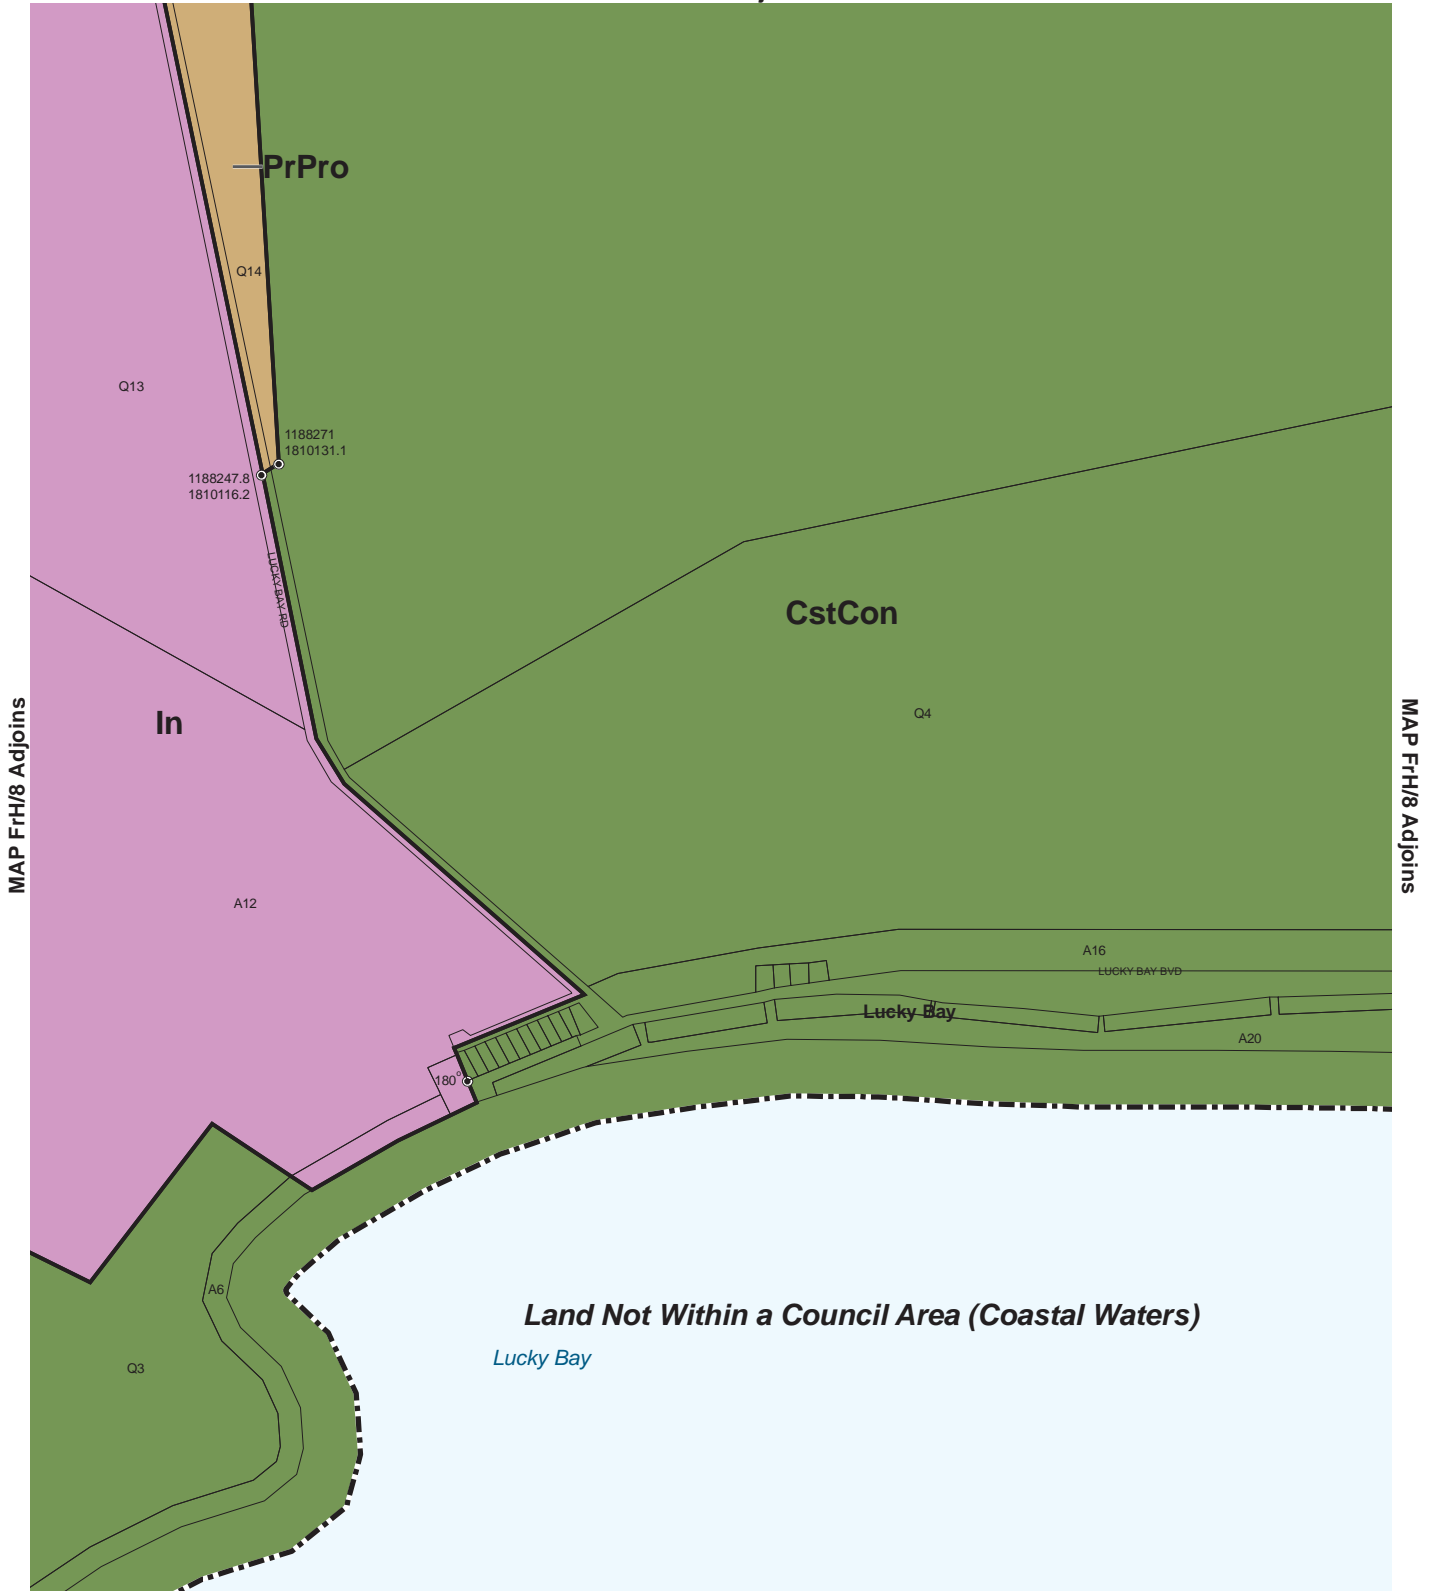 PrPro
Q14
Q13
1188271
1810131.1
1188247.8
1810116.2
LUCKY BAY RD
CstCon
In
Q4
MAP FrH/8 Adjoins
MAP FrH/8 Adjoins
A12
A16
LUCKY BAY BVD
Lucky Bay
A20
180°
A6
Land Not Within a Council Area (Coastal Waters)
Lucky Bay
Q3